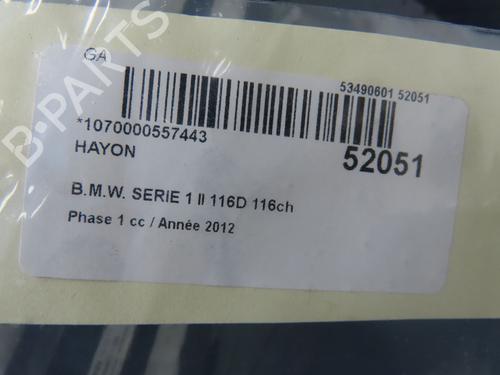 GA
53490601 52051
*1070000557443
52051
HAYON
B.M.W. SERIE 1 II 116D 116ch
Phase 1 cc / Année 2012
B-PARTS